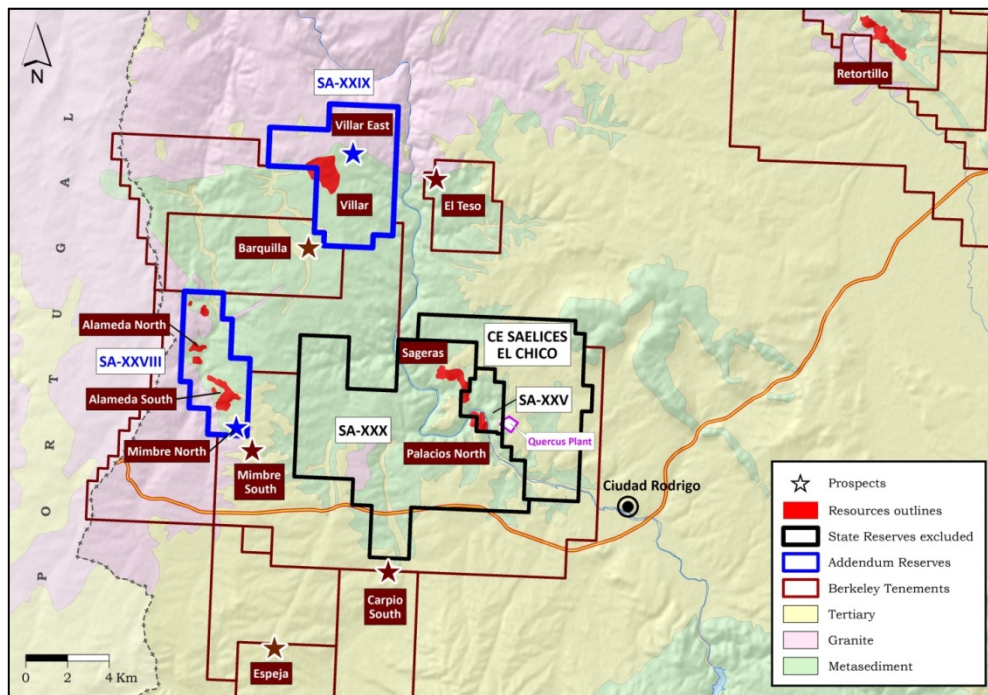 N
SA-XXIX
Villar East
Retortillo
Villar
El Teso
Barquilla
PORTUGAL
Alameda North
SA-XXVIII
Alameda South
Mimbre North
Mimbre
South
Sageras
CE SAELICES
EL CHICO
SA-XXV
SA-XXX
Quercus Plant
Palacios North
Ciudad Rodrigo
Carpio
South
Espeja
0 2 4 Km
Prospects
Resources outlines
State Reserves excluded
Addendum Reserves
Berkeley Tenements
Tertiary
Granite
Metasediment